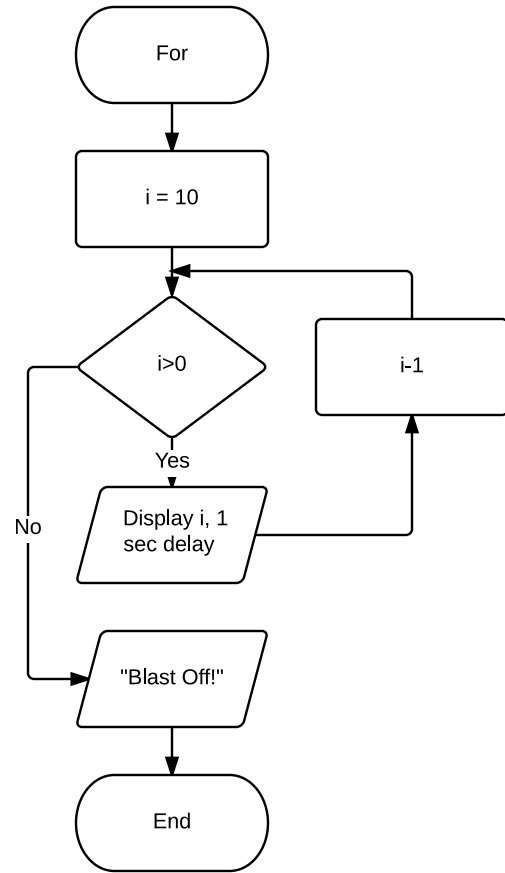 For
i = 10
i>0
i-1
Yes
Display i, 1
sec delay
No
"Blast Off!"
End